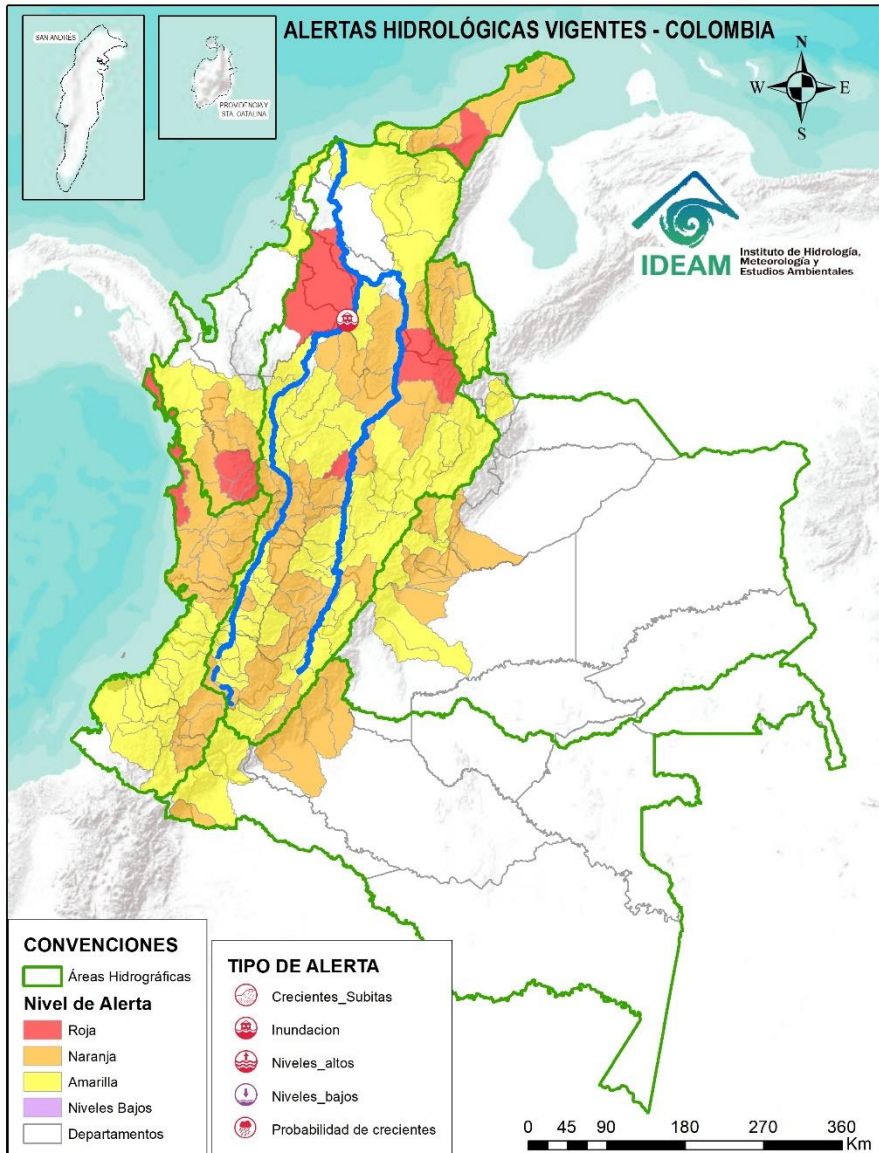 ALERTAS HIDROLÓGICAS VIGENTES - COLOMBIA
SAN ANDRÉS
PROVIDENCIA Y
STA. CATALINA
N
W
E
S
IDEAM
Instituto de Hidrología,
Meteorología y
Estudios Ambientales
CONVENCIONES
Áreas Hidrográficas
Nivel de Alerta
Roja
Naranja
Amarilla
Niveles Bajos
Departamentos
TIPO DE ALERTA
Crecientes_Subitas
Inundacion
Niveles_altos
Niveles_bajos
Probabilidad de crecientes
0 45 90 180 270 360
Km